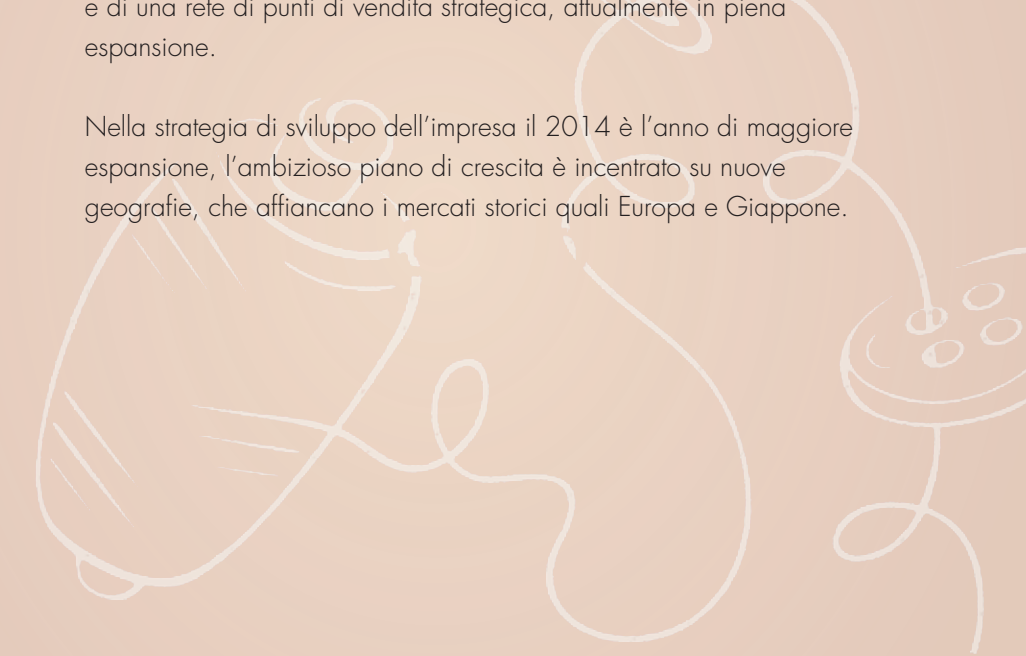 e di una rete di punti di vendita strategica, attualmente in piena
espansione.
Nella strategia di sviluppo dell’impresa il 2014 è l’anno di maggiore
espansione, l’ambizioso piano di crescita è incentrato su nuove
geografie, che affiancano i mercati storici quali Europa e Giappone.